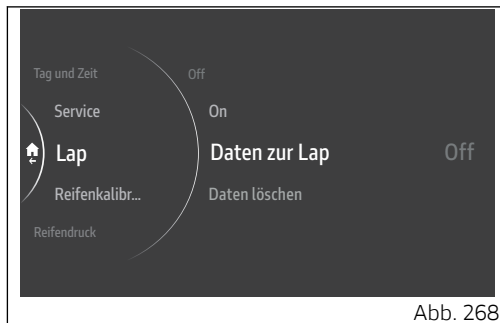 Tag und Zeit
Service
Lap
Reifenkalibr...
Reifendruck
Off
On
Daten zur Lap Off
Daten löschen
Abb. 268